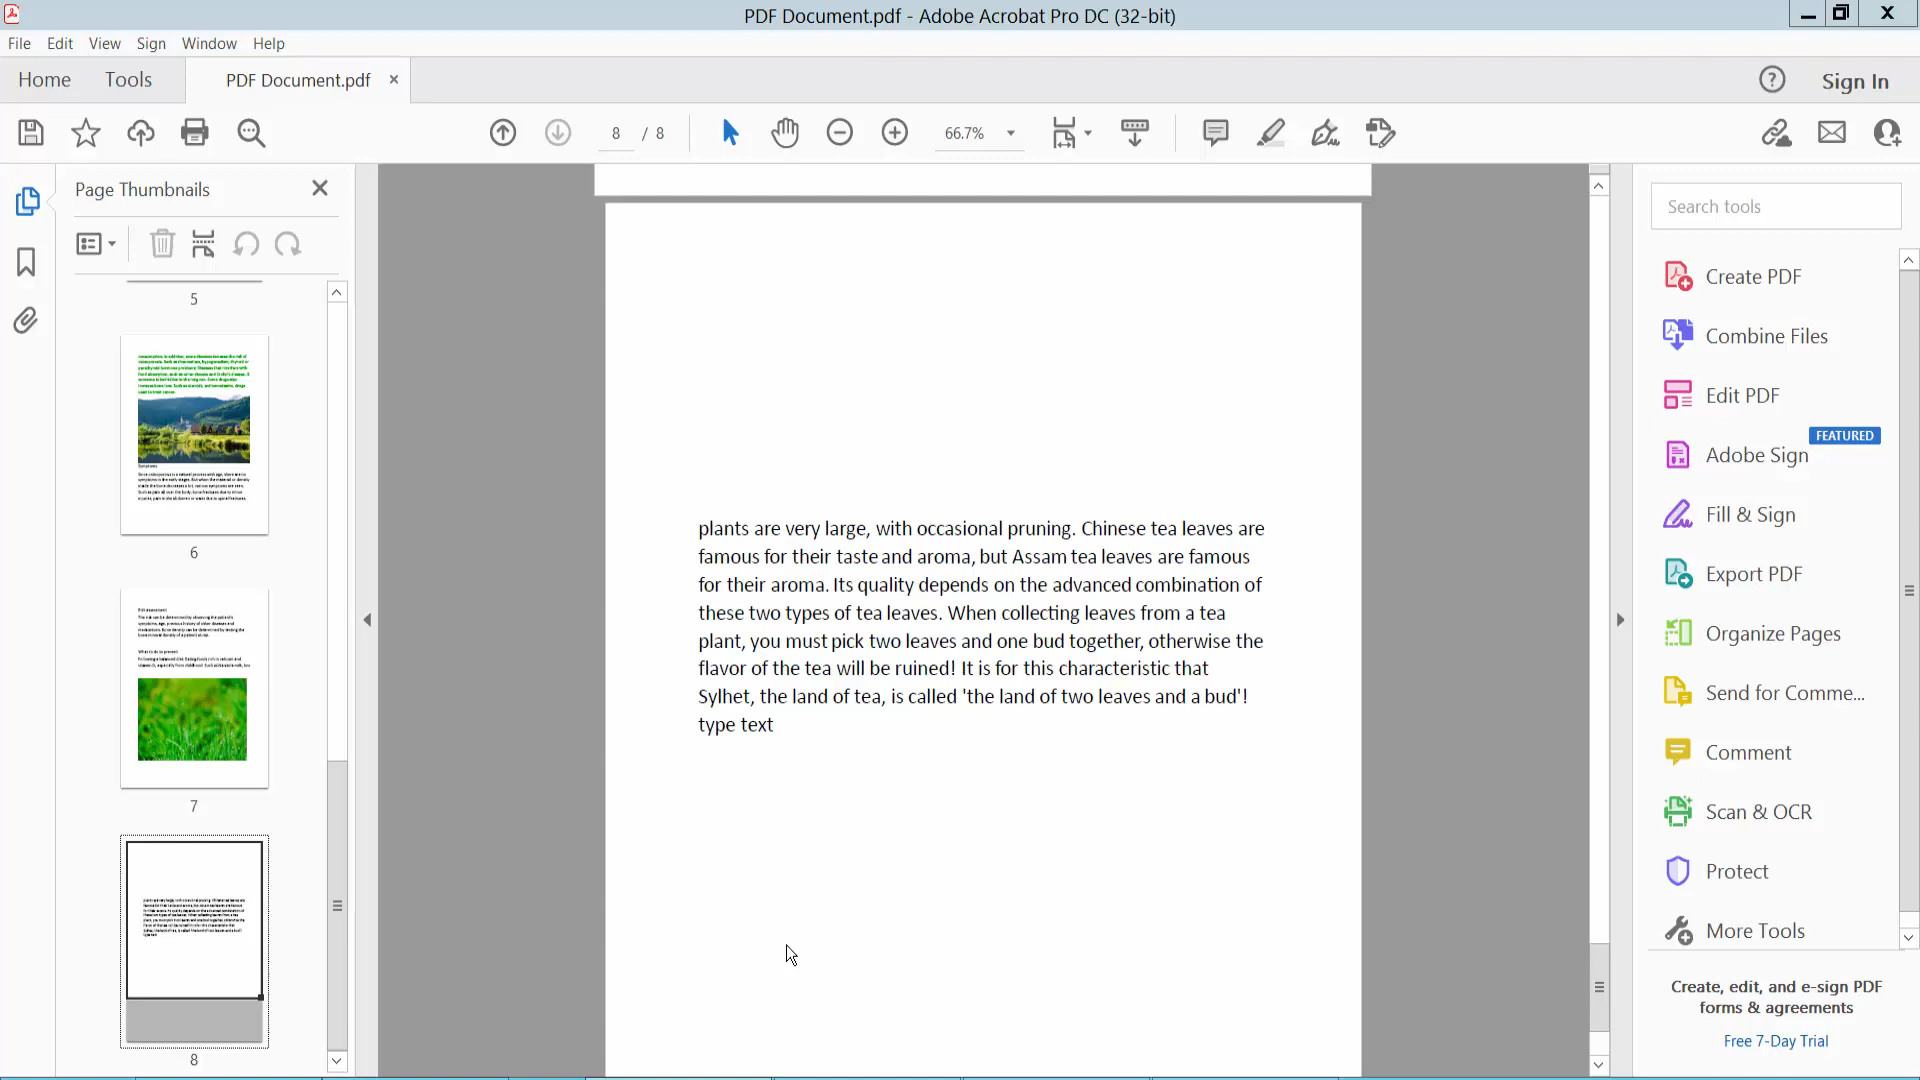 PDF Document.pdf - Adobe Acrobat Pro DC (32-bit)
File Edit View Sign Window Help
Home Tools PDF Document.pdf × Sign In
8 / 8 66.7%
Page Thumbnails
5
Symptoms
6
Risk assessment
What to do to prevent
7
8
plants are very large, with occasional pruning. Chinese tea leaves are
famous for their taste and aroma, but Assam tea leaves are famous
for their aroma. Its quality depends on the advanced combination of
these two types of tea leaves. When collecting leaves from a tea
plant, you must pick two leaves and one bud together, otherwise the
flavor of the tea will be ruined! It is for this characteristic that
Sylhet, the land of tea, is called 'the land of two leaves and a bud'!
type text
Search tools
Create PDF
Combine Files
Edit PDF
FEATURED
Adobe Sign
Fill & Sign
Export PDF
Organize Pages
Send for Comme...
Comment
Scan & OCR
Protect
More Tools
Create, edit, and e-sign PDF
forms & agreements
Free 7-Day Trial